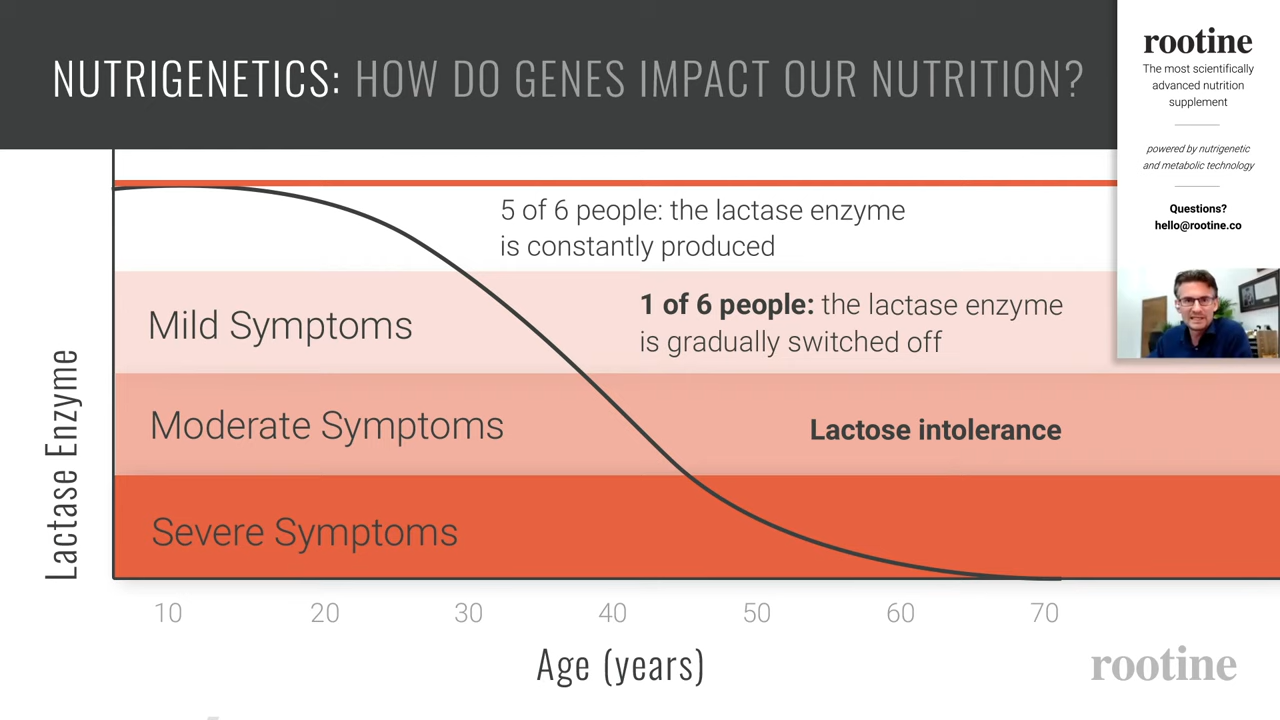 NUTRIGENETICS: HOW DO GENES IMPACT OUR NUTRITION?
rootine
The most scientifically
advanced nutrition
supplement
powered by nutrigenetic
and metabolic technology
Questions?
hello@rootine.co
5 of 6 people: the lactase enzyme
is constantly produced
Mild Symptoms
1 of 6 people: the lactase enzyme
is gradually switched off
Moderate Symptoms
Lactose intolerance
Severe Symptoms
Lactase Enzyme
10 20 30 40 50 60 70
Age (years)
rootine